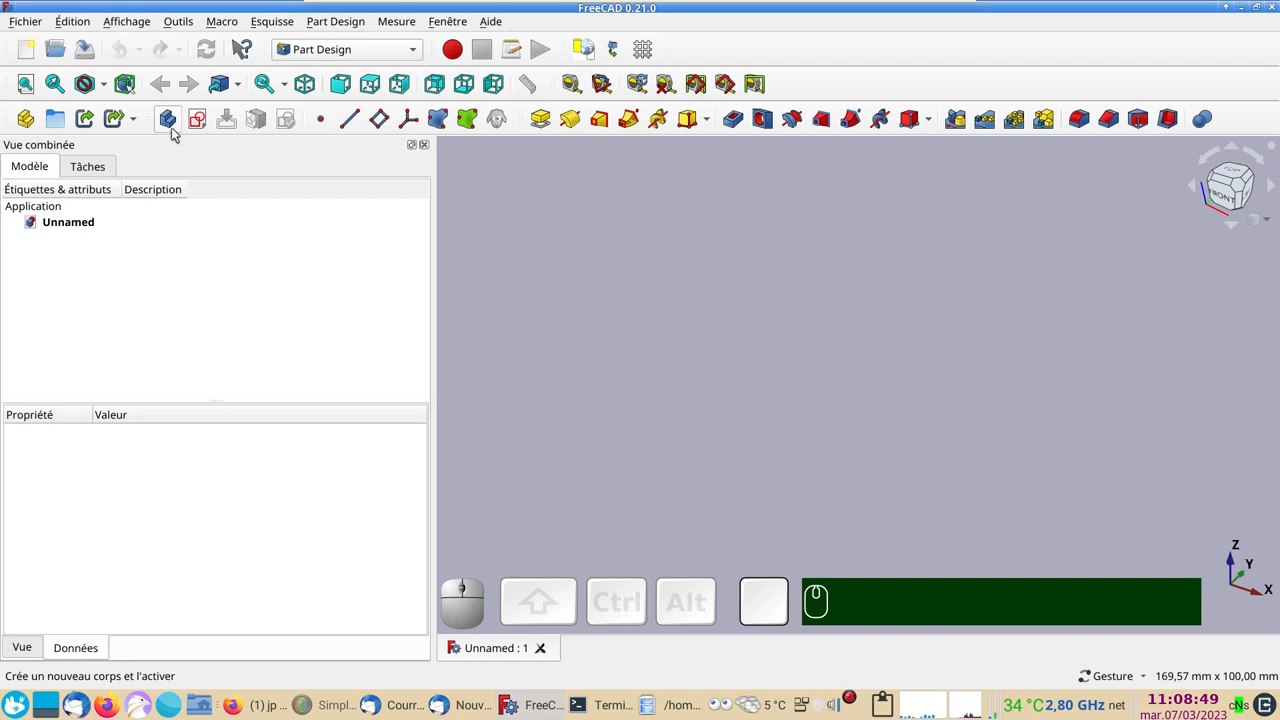 FreeCAD 0.21.0
Fichier Édition Affichage Outils Macro Esquisse Part Design Mesure Fenêtre Aide
Part Design
Vue combinée
Modèle Tâches
Étiquettes & attributs Description
Application
Unnamed
TOP
FRONT
Propriété Valeur
Z
Y
X
Ctrl Alt
Vue Données
Unnamed : 1
Crée un nouveau corps et l'activer
Gesture 169,57 mm x 100,00 mm
(1) jp ... Simpl... Courr... Nouv... FreeC... Termi... /hom... 5 °C 34 °C 2,80 GHz net 11:08:49 cNs
mar.07/03/2023